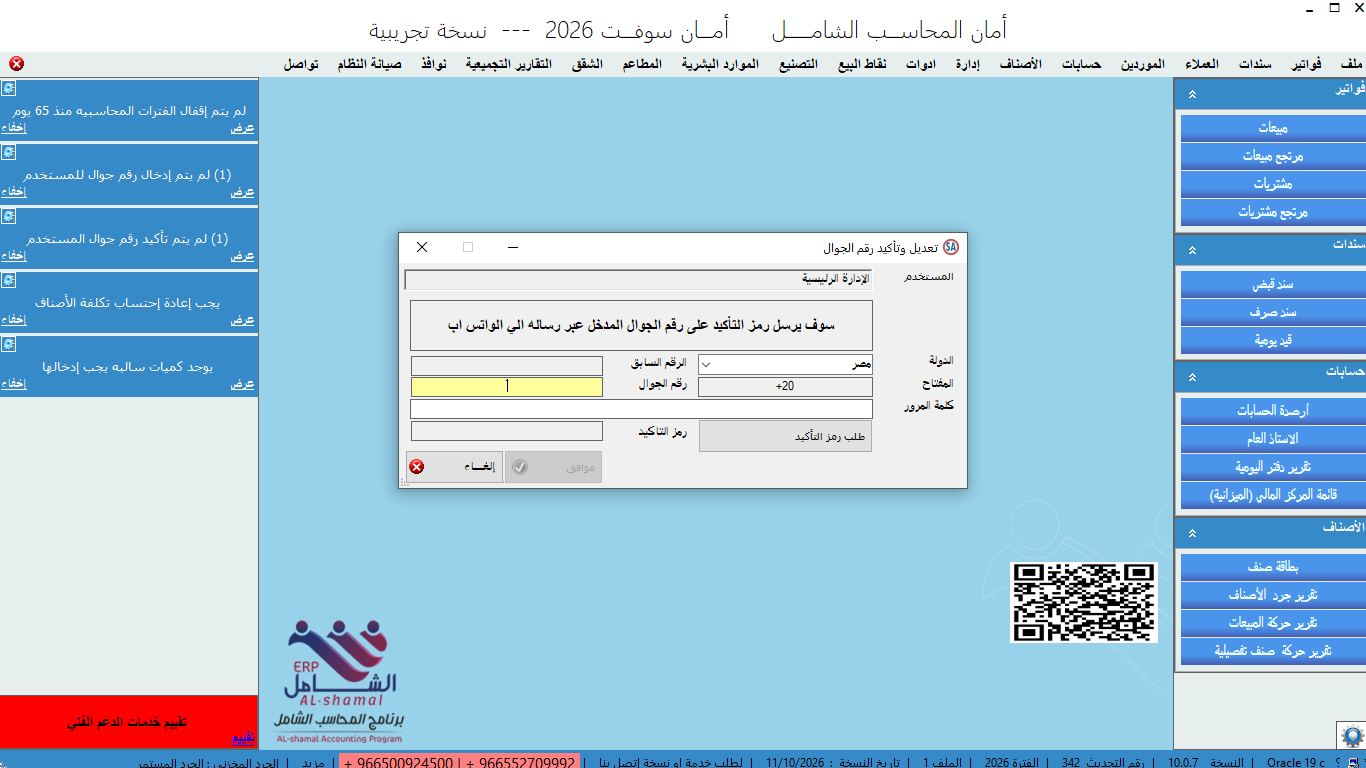 أمان المحاســب الشامــــل أمــان سوفــت 2026 --- نسخة تجريبية
ملف فواتير سندات العملاء الموردين حسابات الأصناف إدارة ادوات نقاط البيع التصنيع الموارد البشرية المطاعم الشقق التقارير التجميعية نوافذ صيانة النظام تواصل
فواتير
مبيعات
مرتجع مبيعات
مشتريات
مرتجع مشتريات
سندات
سند قبض
سند صرف
قيد يومية
حسابات
أرصدة الحسابات
الاستاذ العام
تقرير دفتر اليومية
قائمة المركز المالي (الميزانية)
الأصناف
بطاقة صنف
تقرير جرد الأصناف
تقرير حركة المبيعات
تقرير حركة صنف تفصيلية
تعديل وتأكيد رقم الجوال
المستخدم الإدارة الرئيسية
سوف يرسل رمز التأكيد على رقم الجوال المدخل عبر رساله الي الواتس اب
الدولة مصر الرقم السابق
المفتاح +20 رقم الجوال
كلمة المرور
طلب رمز التأكيد رمز التاكيد
موافق إلغــاء
لم يتم إقفال الفترات المحاسبيه منذ 65 يوم
عرض إخفاء
(1) لم يتم إدخال رقم جوال للمستخدم
عرض إخفاء
(1) لم يتم تأكيد رقم جوال المستخدم
عرض إخفاء
يجب إعادة إحتساب تكلفة الأصناف
عرض إخفاء
يوجد كميات سالبه يجب إدخالها
عرض إخفاء
تقييم خدمات الدعم الفني
تقييم
ERP
الشامل
AL-shamal
برنامج المحاسب الشامل
AL-shamal Accounting Program
؟ Oracle 19 c | النسخة 10.0.7 | رقم التحديث 342 | الفترة 2026 | الملف 1 | تاريخ النسخة : 11/10/2026 | لطلب خدمة او نسخة إتصل بنا | + 966500924500 | + 966552709992 | مزيد | الجرد المخزني : الجرد المستمر